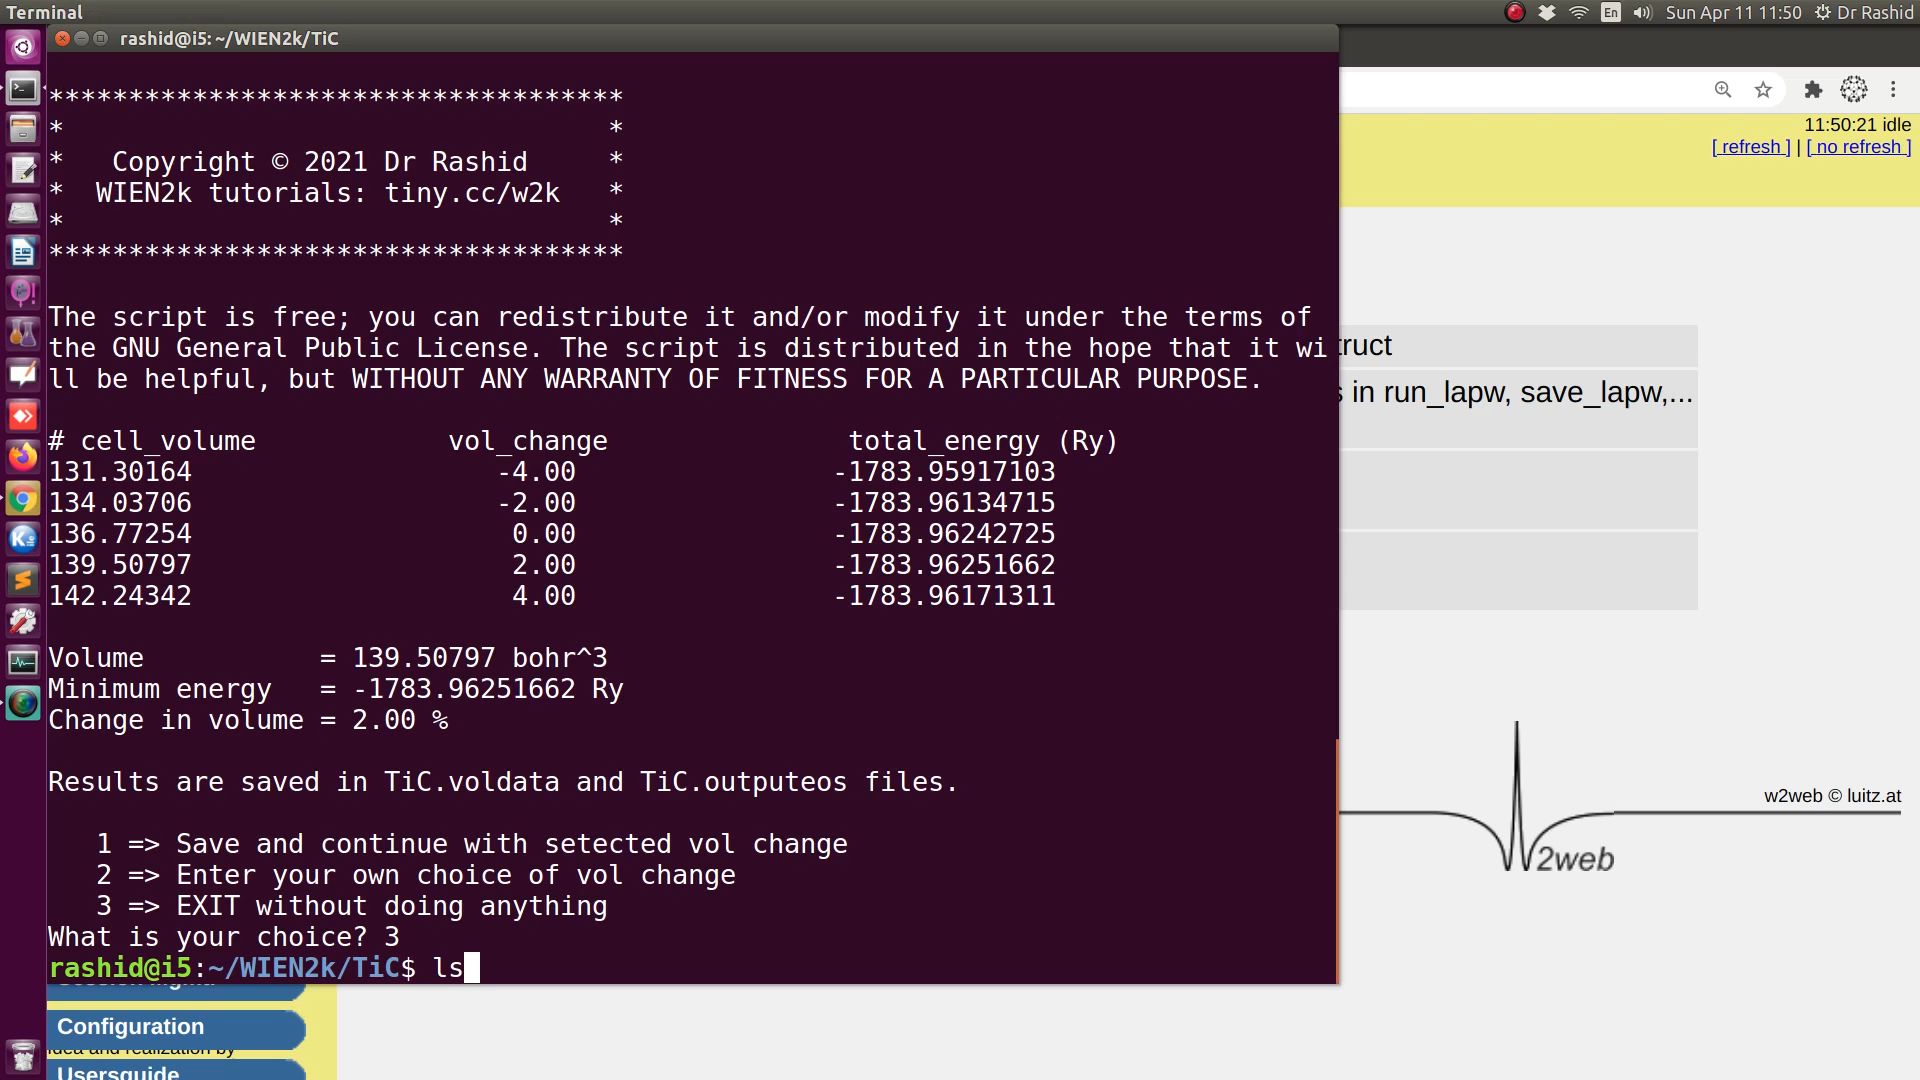 Terminal
En
Sun Apr 11 11:50
Dr Rashid
rashid@i5: ~/WIEN2k/TiC
************************************
* *
* Copyright © 2021 Dr Rashid *
* WIEN2k tutorials: tiny.cc/w2k *
* *
************************************
The script is free; you can redistribute it and/or modify it under the terms of
the GNU General Public License. The script is distributed in the hope that it wi
ll be helpful, but WITHOUT ANY WARRANTY OF FITNESS FOR A PARTICULAR PURPOSE.
# cell_volume vol_change total_energy (Ry)
131.30164 -4.00 -1783.95917103
134.03706 -2.00 -1783.96134715
136.77254 0.00 -1783.96242725
139.50797 2.00 -1783.96251662
142.24342 4.00 -1783.96171311
Volume = 139.50797 bohr^3
Minimum energy = -1783.96251662 Ry
Change in volume = 2.00 %
Results are saved in TiC.voldata and TiC.outputeos files.
1 => Save and continue with setected vol change
2 => Enter your own choice of vol change
3 => EXIT without doing anything
What is your choice? 3
rashid@i5:~/WIEN2k/TiC$ ls
11:50:21 idle
[ refresh ] | [ no refresh ]
truct
s in run_lapw, save_lapw,...
w2web © luitz.at
2web
Configuration
idea and realization by
Usersguide